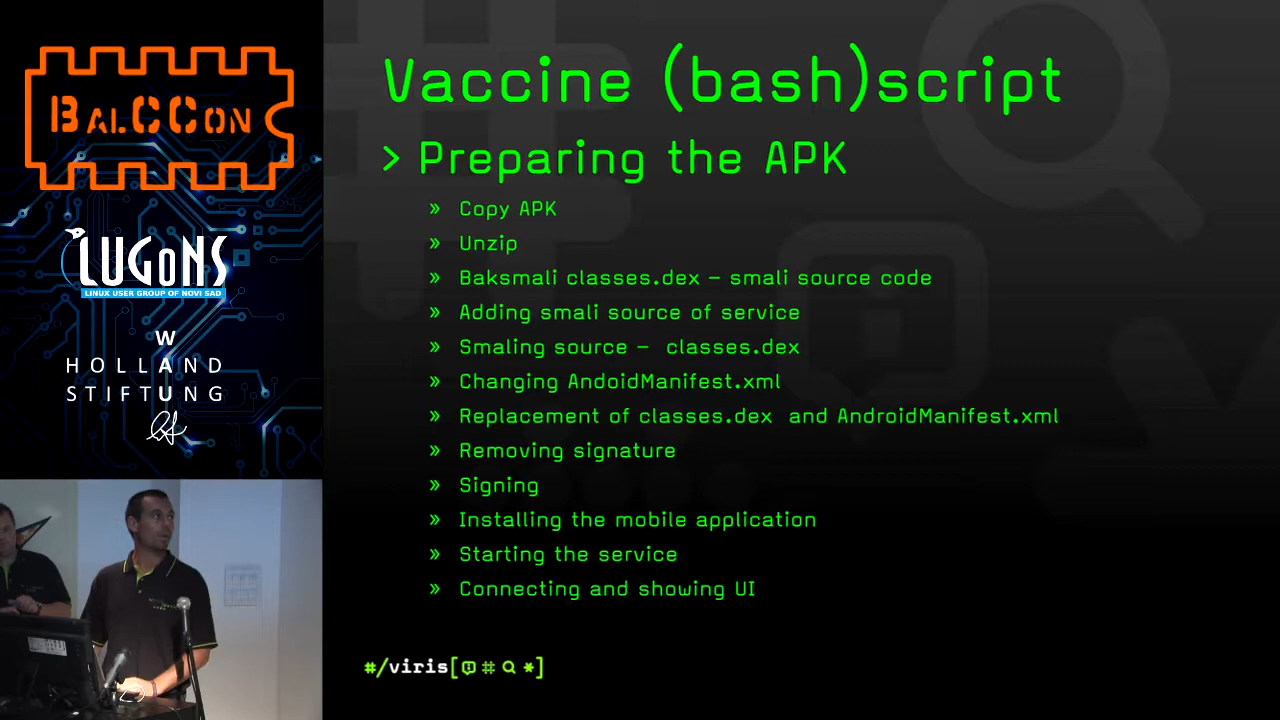 BALCCON
LUGoNS
LINUX USER GROUP OF NOVI SAD
W
HOLLAND
STIFTUNG
Vaccine (bash)script
> Preparing the APK
» Copy APK
» Unzip
» Baksmali classes.dex – smali source code
» Adding smali source of service
» Smaling source – classes.dex
» Changing AndoidManifest.xml
» Replacement of classes.dex and AndroidManifest.xml
» Removing signature
» Signing
» Installing the mobile application
» Starting the service
» Connecting and showing UI
#/viris[ # *]